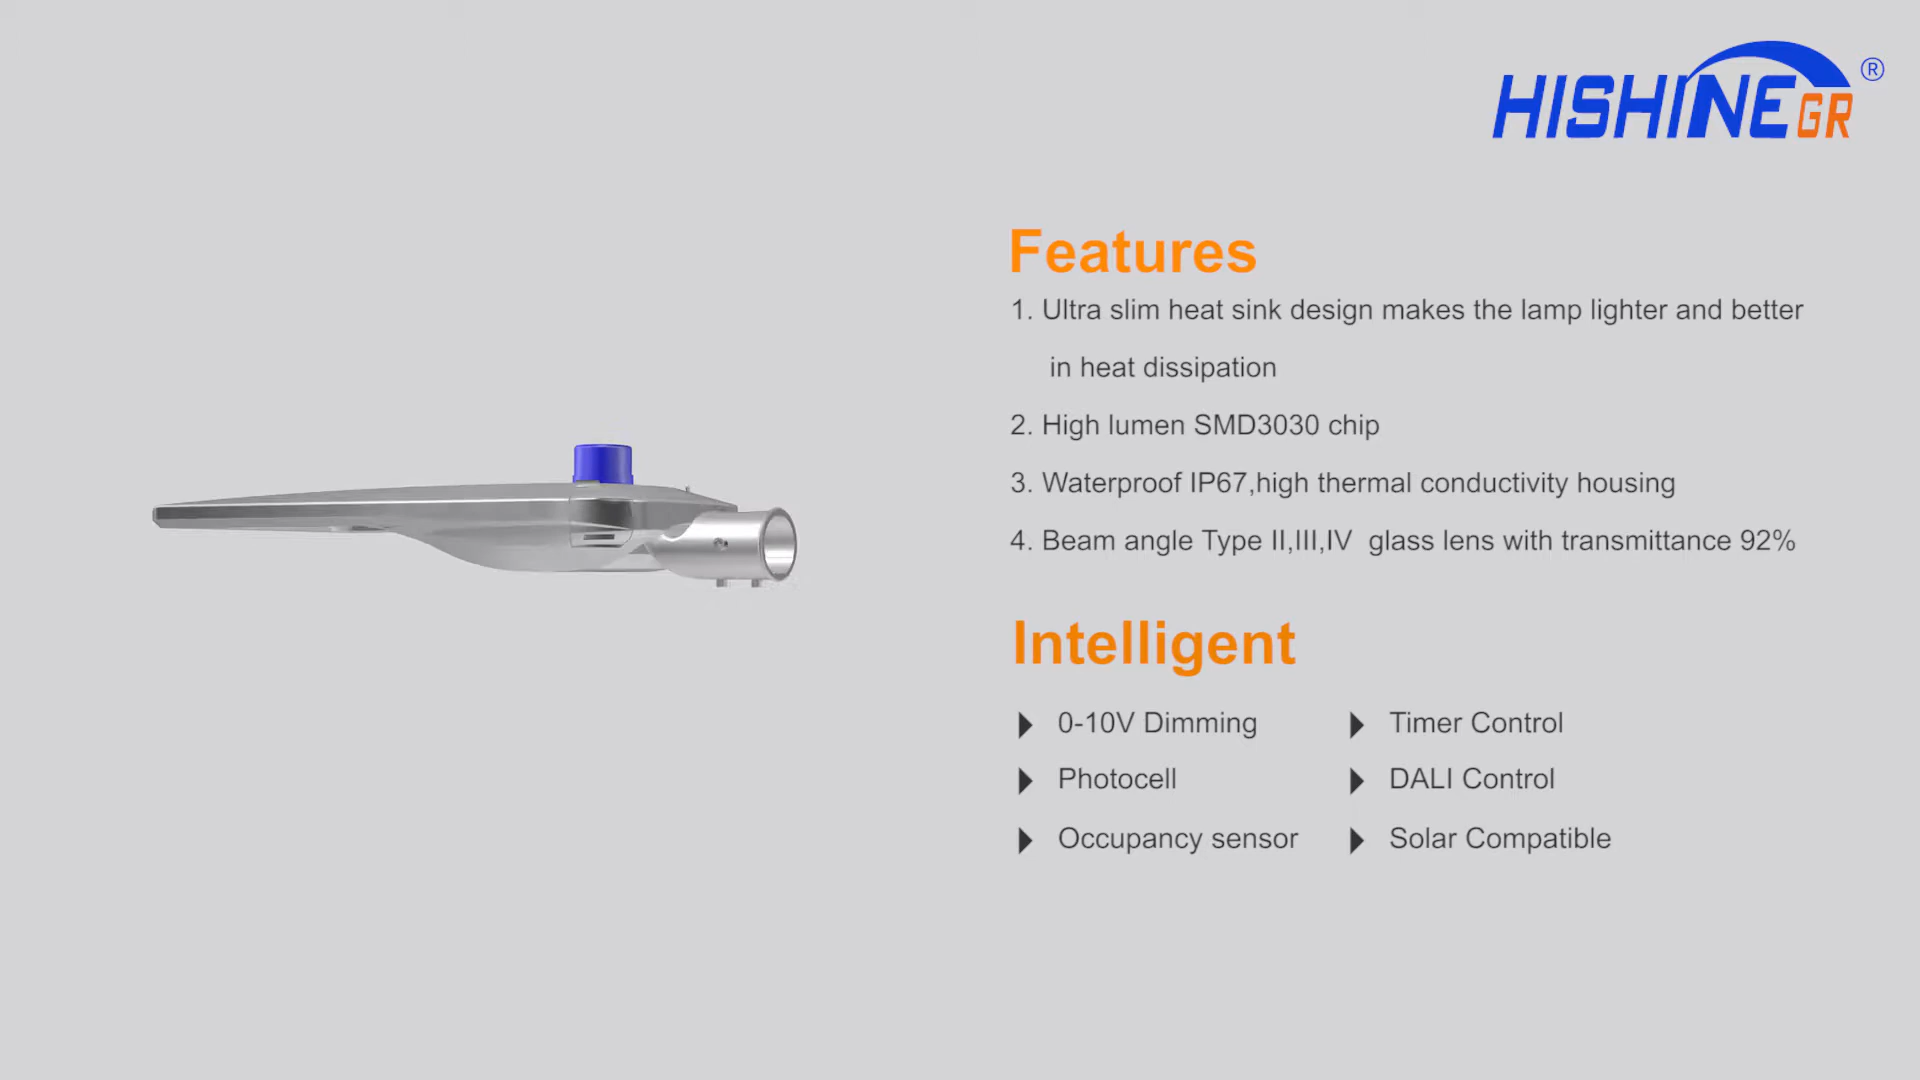 HISHINE GR ®
Features
1. Ultra slim heat sink design makes the lamp lighter and better
in heat dissipation
2. High lumen SMD3030 chip
3. Waterproof IP67,high thermal conductivity housing
4. Beam angle Type II,III,IV  glass lens with transmittance 92%
Intelligent
0-10V Dimming
Timer Control
Photocell
DALI Control
Occupancy sensor
Solar Compatible